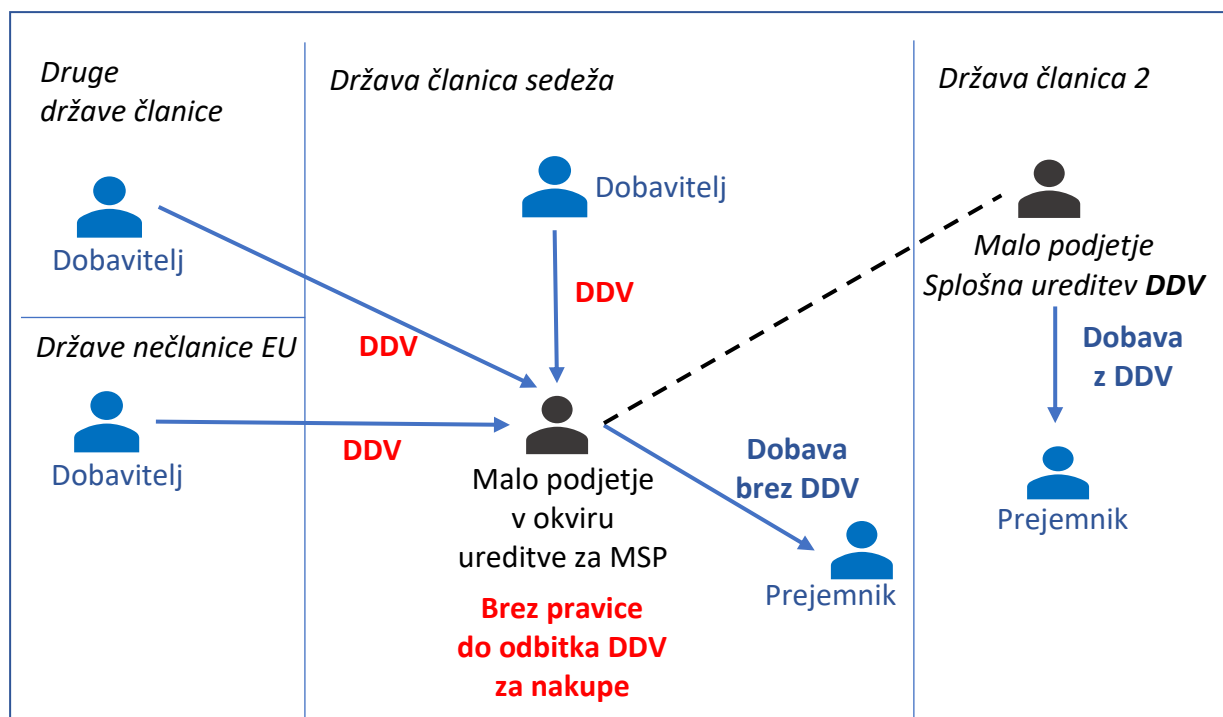 Druge
države članice
Dobavitelj
DDV
Države nečlanice EU
Dobavitelj
DDV
Država članica sedeža
Dobavitelj
DDV
Malo podjetje
v okviru
ureditve za MSP
Brez pravice
do odbitka DDV
za nakupe
Dobava
brez DDV
Prejemnik
Država članica 2
Malo podjetje
Splošna ureditev DDV
Dobava
z DDV
Prejemnik